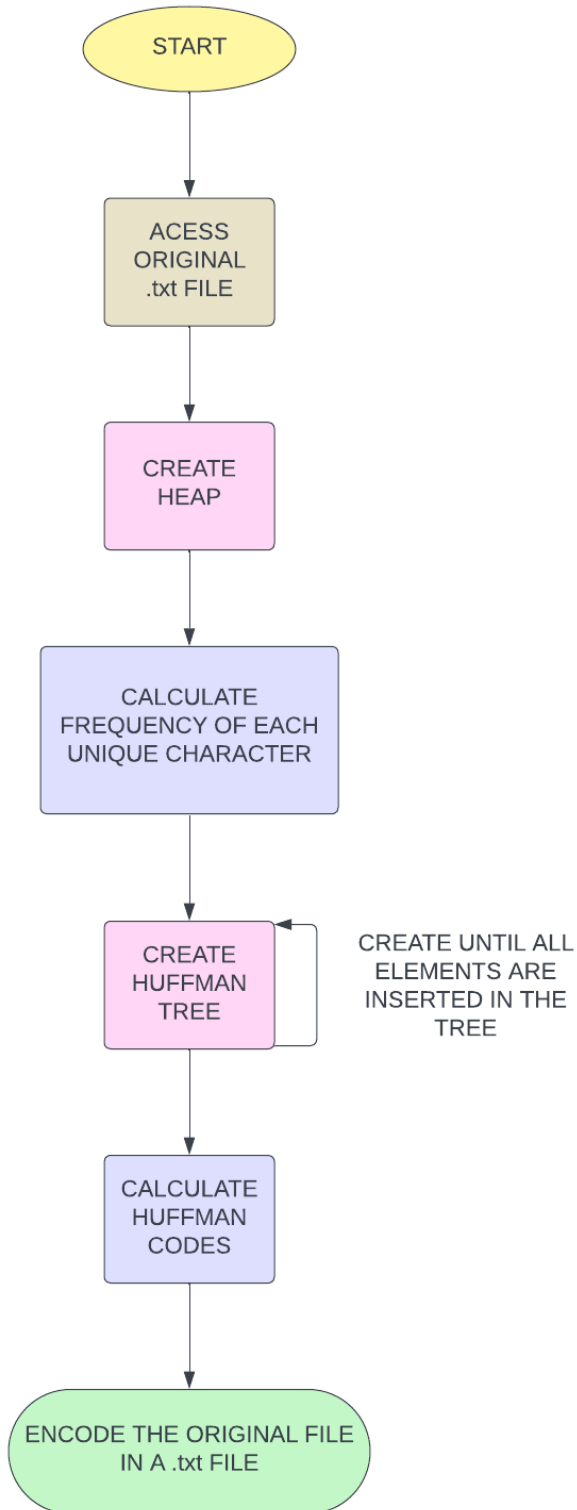 START
ACESS
ORIGINAL
.txt FILE
CREATE
HEAP
CALCULATE
FREQUENCY OF EACH
UNIQUE CHARACTER
CREATE
HUFFMAN
TREE
CREATE UNTIL ALL
ELEMENTS ARE
INSERTED IN THE
TREE
CALCULATE
HUFFMAN
CODES
ENCODE THE ORIGINAL FILE
IN A .txt FILE